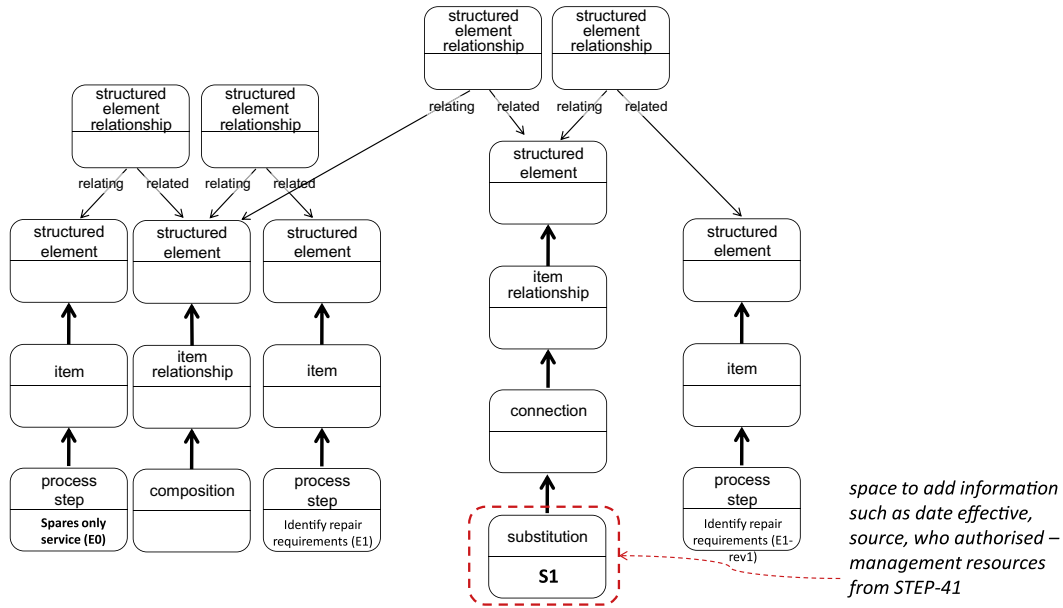 structured
element
relationship
structured
element
relationship
relating
related
relating
related
structured
element
relationship
structured
element
relationship
relating
related
relating
related
structured
element
structured
element
structured
element
structured
element
structured
element
item
relationship
item
item
relationship
item
item
connection
process
step
Spares only
service (E0)
composition
process
step
Identify repair
requirements (E1)
substitution
S1
process
step
Identify repair
requirements (E1-
rev1)
space to add information
such as date effective,
source, who authorised –
management resources
from STEP-41